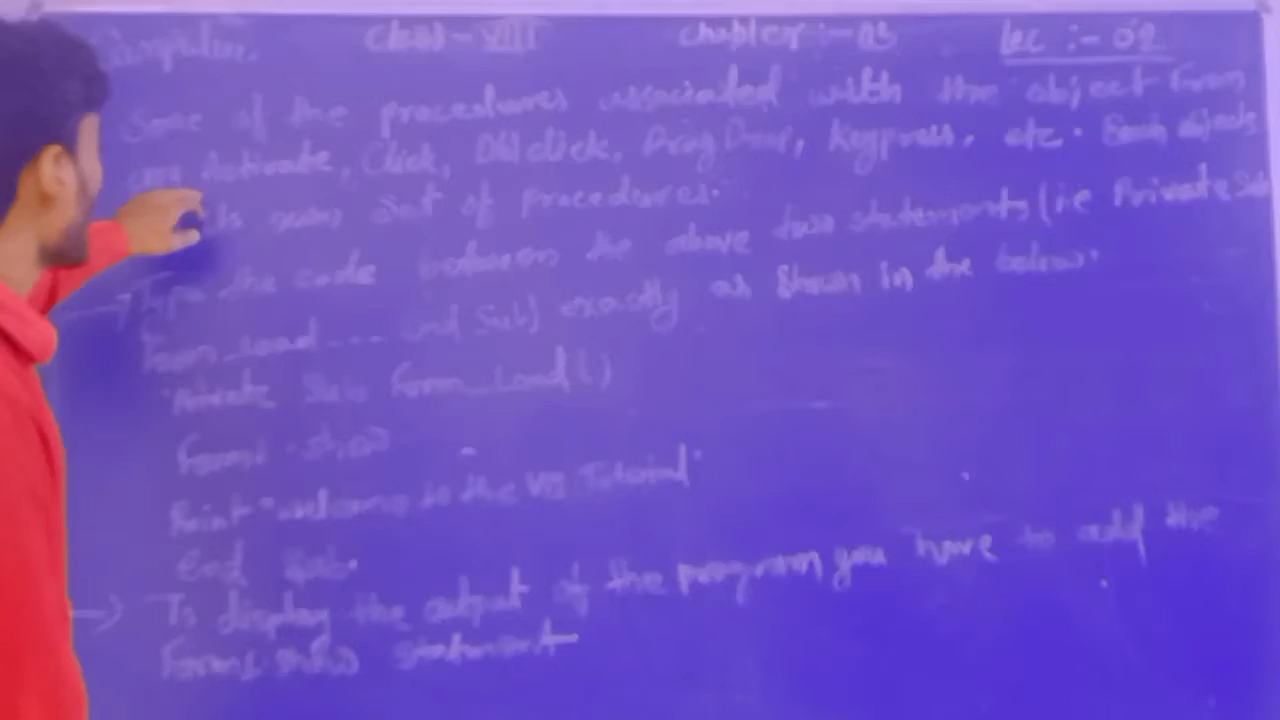 Computer. Class - VIII Chapter :- 03 Lec :- 02
Some of the procedures associated with the object Form
are Activate, Click, Dblclick, DragDrop, Keypress, etc. Each objects
its own set of procedures.
→ Type the code between the above two statements (i.e Private Sub
Form_Load .... end Sub) exactly as shown in the below.
Private Sub Form_Load()
Form1.show
Print "welcome to the VB Tutorial"
end sub.
→ To display the output of the program you have to add the
Form1.show statement